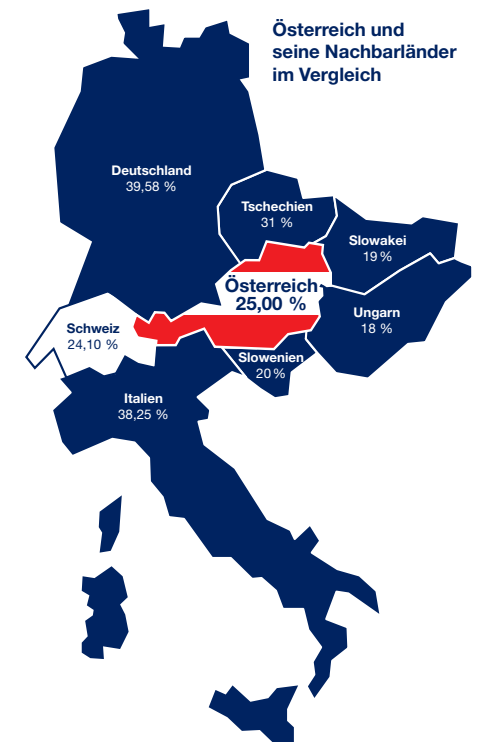 Österreich und
seine Nachbarländer
im Vergleich
Deutschland
39,58 %
Tschechien
31 %
Slowakei
19 %
Österreich
25,00 %
Ungarn
18 %
Schweiz
24,10 %
Slowenien
20 %
Italien
38,25 %